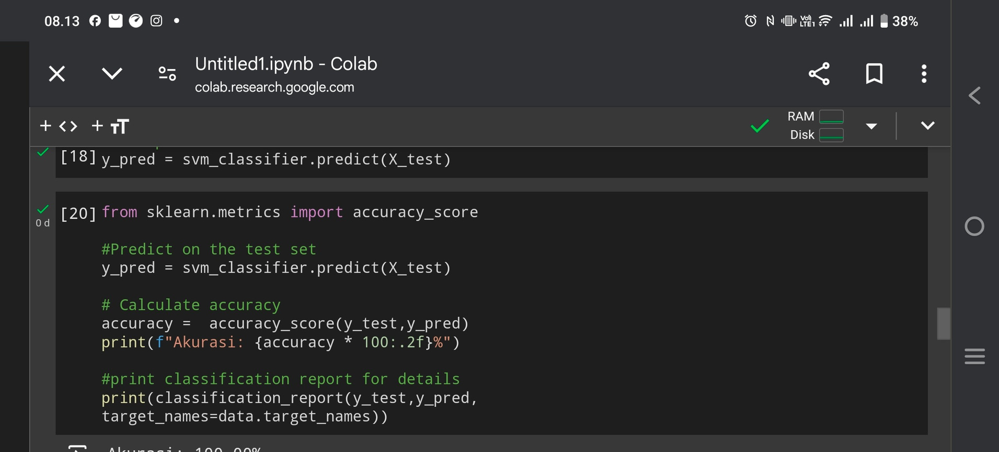 08.13
VoI) LTE1
38%
Untitled1.ipynb - Colab
colab.research.google.com
RAM
Disk
[18] y_pred = svm_classifier.predict(X_test)
[20] from sklearn.metrics import accuracy_score
0 d
#Predict on the test set
y_pred = svm_classifier.predict(X_test)
# Calculate accuracy
accuracy =  accuracy_score(y_test,y_pred)
print(f"Akurasi: {accuracy * 100:.2f}%")
#print classification report for details
print(classification_report(y_test,y_pred,
target_names=data.target_names))
Akurasi: 100.00%